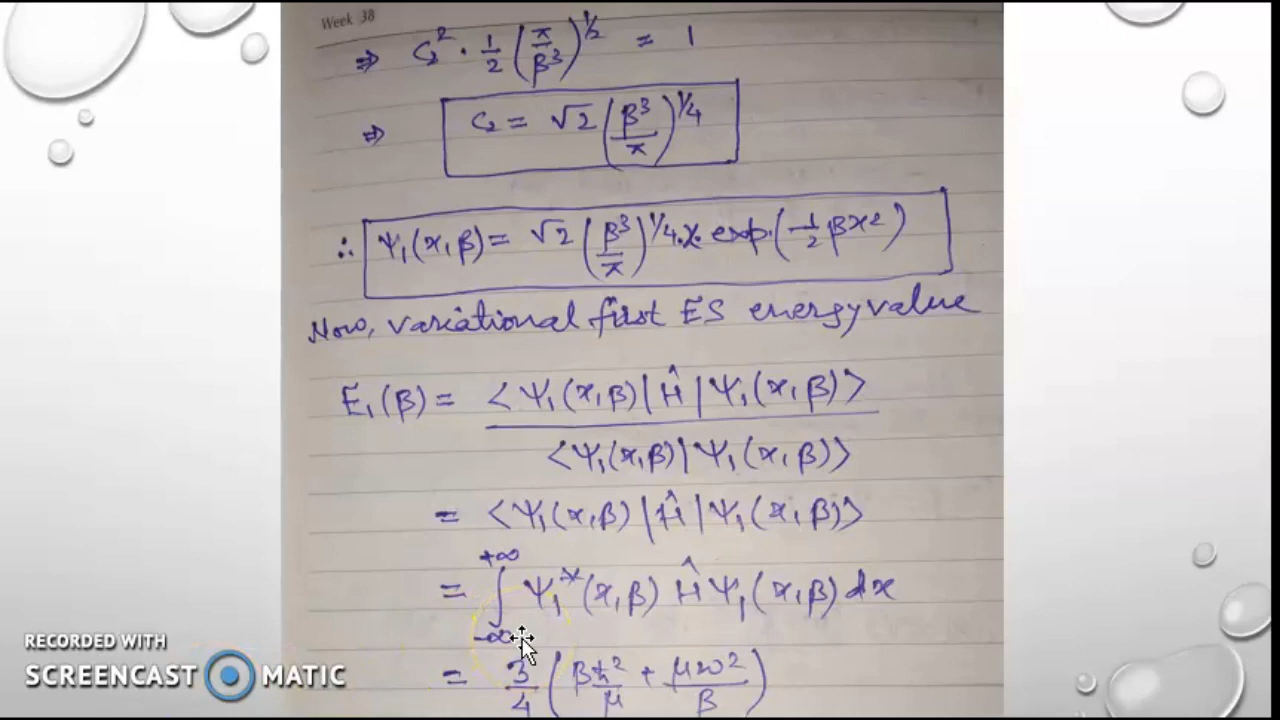 Week 38
⇒ C₂² · 1/2 (π/β³)^1/2 = 1
⇒ C₂ = √2 (β³/π)^1/4
∴ Ψ₁(x,β) = √2 (β³/π)^1/4 . x . exp.(-1/2 βx²)
Now, variational first ES energy value
E₁(β) = <Ψ₁(x,β)|Ĥ|Ψ₁(x,β)>
<Ψ₁(x,β)|Ψ₁(x,β)>
= <Ψ₁(x,β)|Ĥ|Ψ₁(x,β)>
= ∫₋∞^+∞ Ψ₁*(x,β) Ĥ Ψ₁(x,β) dx
= 3/4 (βħ²/μ + μω²/β)
RECORDED WITH
SCREENCAST MATIC